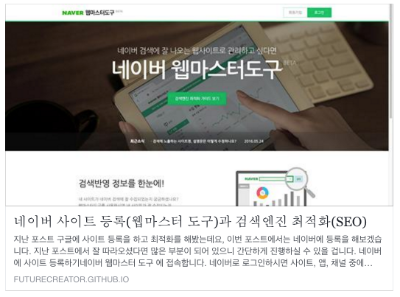 NAVER 웹마스터도구 beta
네이버 검색에 잘 나오는 웹사이트로 관리하고 싶다면
네이버 웹마스터도구 BETA
최근소식
2016.05.24
검색반영 정보를 한눈에!
네이버 사이트 등록(웹마스터 도구)과 검색엔진 최적화(SEO)
지난 포스트 구글에 사이트 등록을 하고 최적화를 해봤는데요, 이번 포스트에서는 네이버에 등록을 해보겠습니
다. 지난 포스트에서 잘 따라오셨다면 많은 부분이 되어 있으니 간단하게 진행하실 수 있을 겁니다. 네이버
에 사이트 등록하기네이버 웹마스터 도구 에 접속합니다. 네이버로 로그인하시면 사이트, 앱, 채널 중에...
FUTURECREATOR.GITHUB.IO